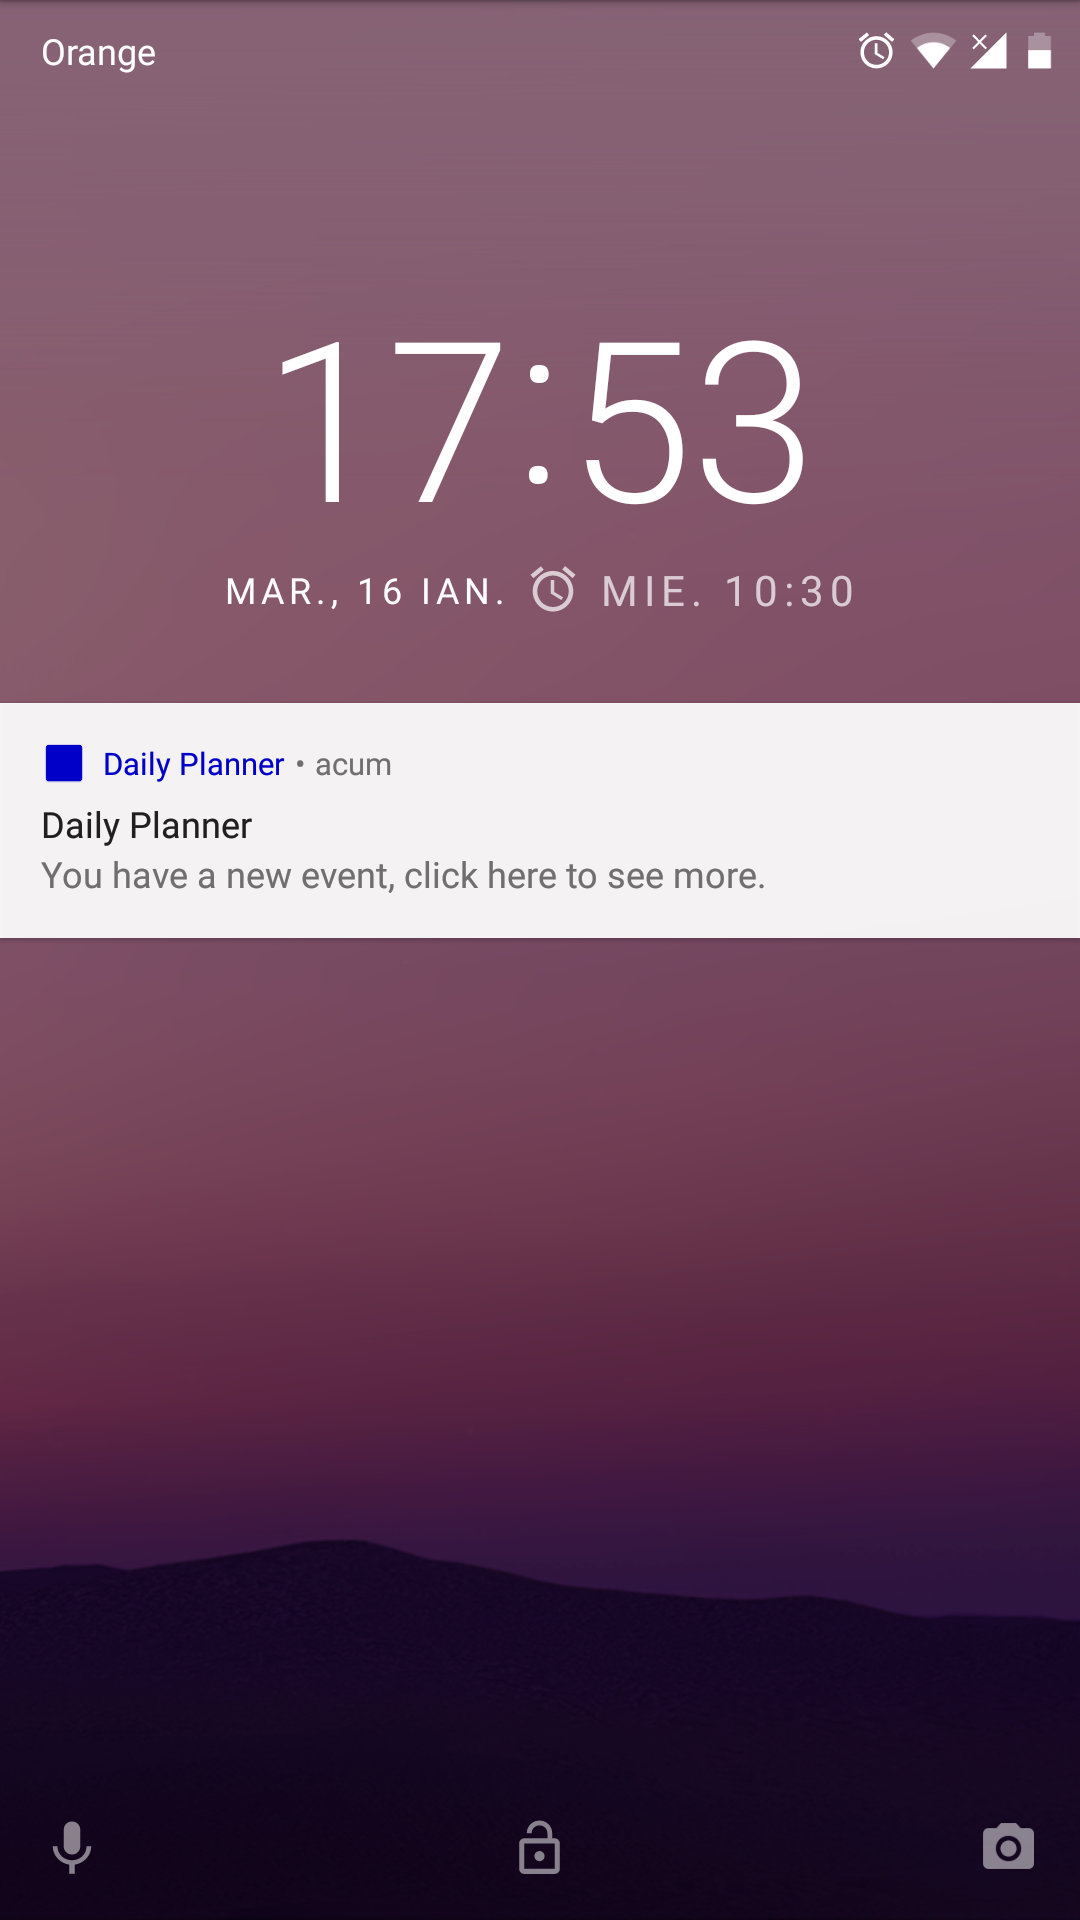 Orange
17:53
MAR., 16 IAN. MIE. 10:30
Daily Planner • acum
Daily Planner
You have a new event, click here to see more.